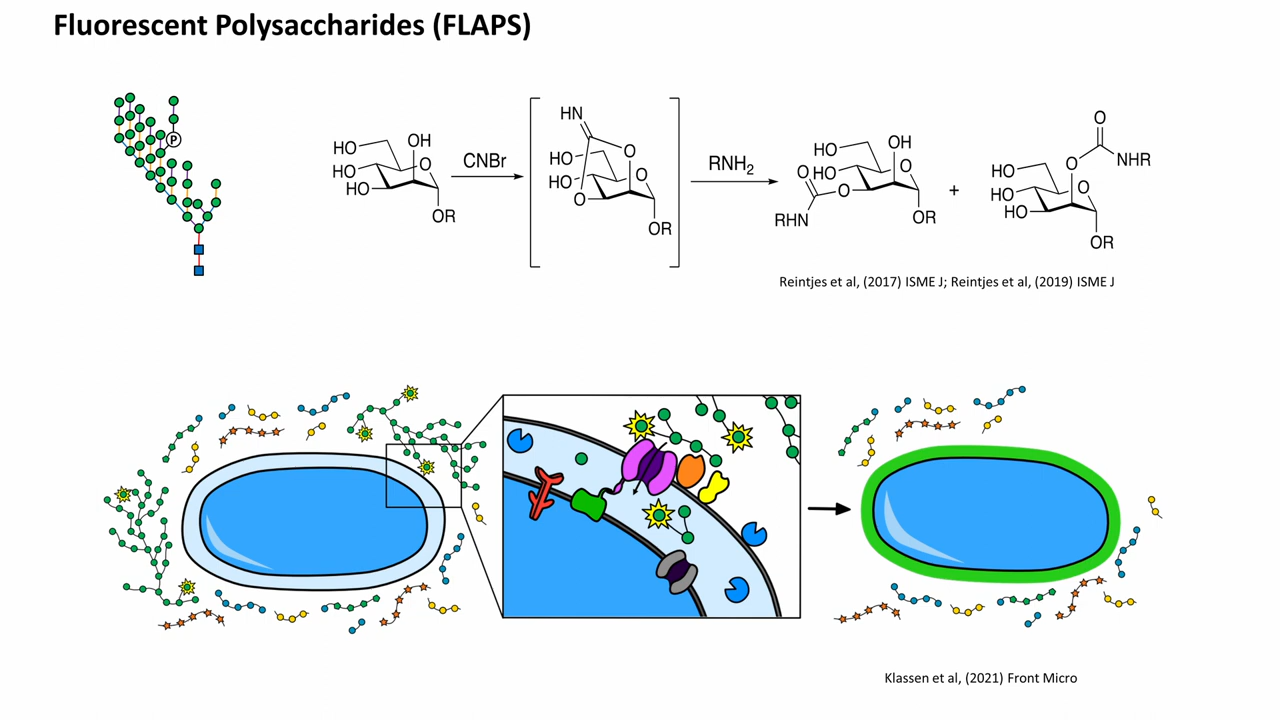 Fluorescent Polysaccharides (FLAPS)
P
HO
OH
HO
HO
OR
CNBr
HN
HO
O
O
HO
O
OR
RNH2
HO
OH
O
HO
O
O
RHN
OR
+
O
O
NHR
HO
HO
O
HO
OR
Reintjes et al, (2017) ISME J; Reintjes et al, (2019) ISME J
Klassen et al, (2021) Front Micro